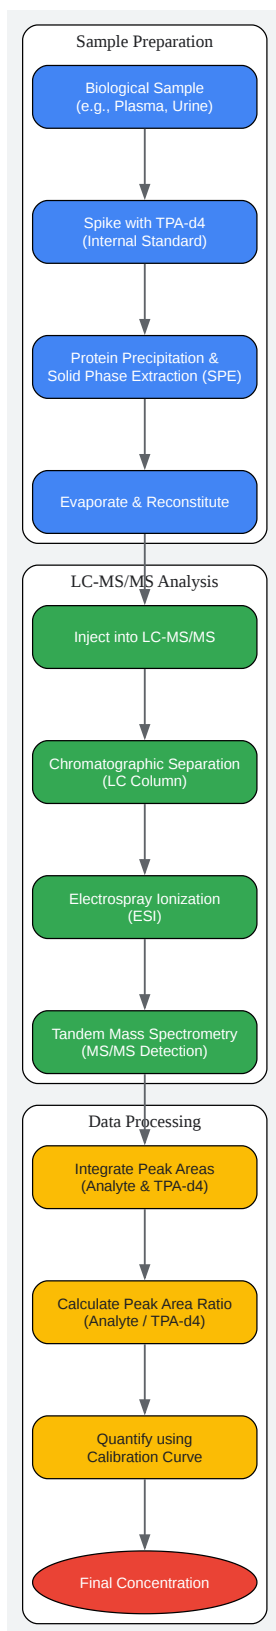 Sample Preparation
Biological Sample
(e.g., Plasma, Urine)
Spike with TPA-d4
(Internal Standard)
Protein Precipitation &
Solid Phase Extraction (SPE)
Evaporate & Reconstitute
LC-MS/MS Analysis
Inject into LC-MS/MS
Chromatographic Separation
(LC Column)
Electrospray Ionization
(ESI)
Tandem Mass Spectrometry
(MS/MS Detection)
Data Processing
Integrate Peak Areas
(Analyte & TPA-d4)
Calculate Peak Area Ratio
(Analyte / TPA-d4)
Quantify using
Calibration Curve
Final Concentration